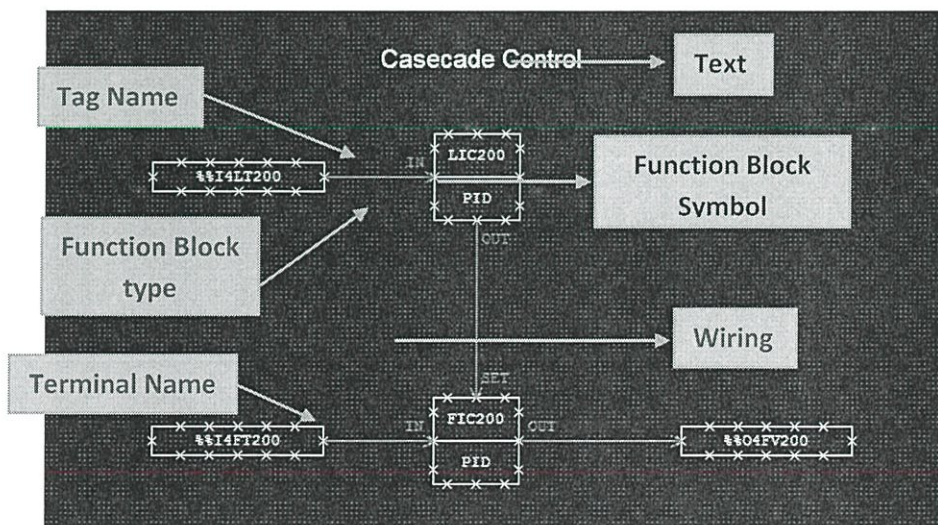 Casecade Control
Text
Tag Name
IN
LIC200
%%I4LT200
PID
Function Block
Symbol
OUT
Function Block
type
Wiring
SET
Terminal Name
IN
FIC200
OUT
%%I4FT200
PID
%%O4FV200